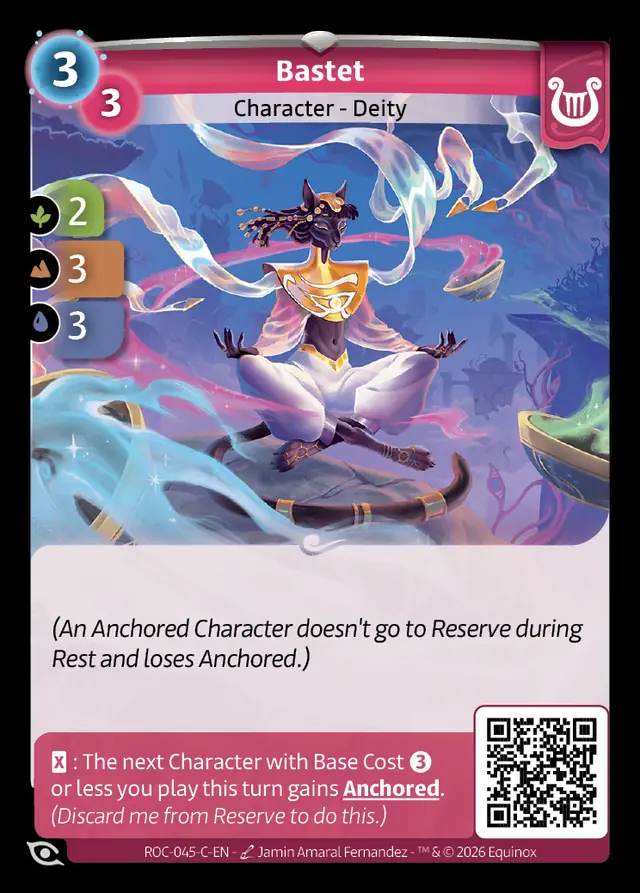 3
3
Bastet
Character - Deity
2
3
3
(An Anchored Character doesn't go to Reserve during
Rest and loses Anchored.)
X : The next Character with Base Cost 3
or less you play this turn gains Anchored.
(Discard me from Reserve to do this.)
ROC-045-C-EN - Jamin Amaral Fernandez - ™ & © 2026 Equinox